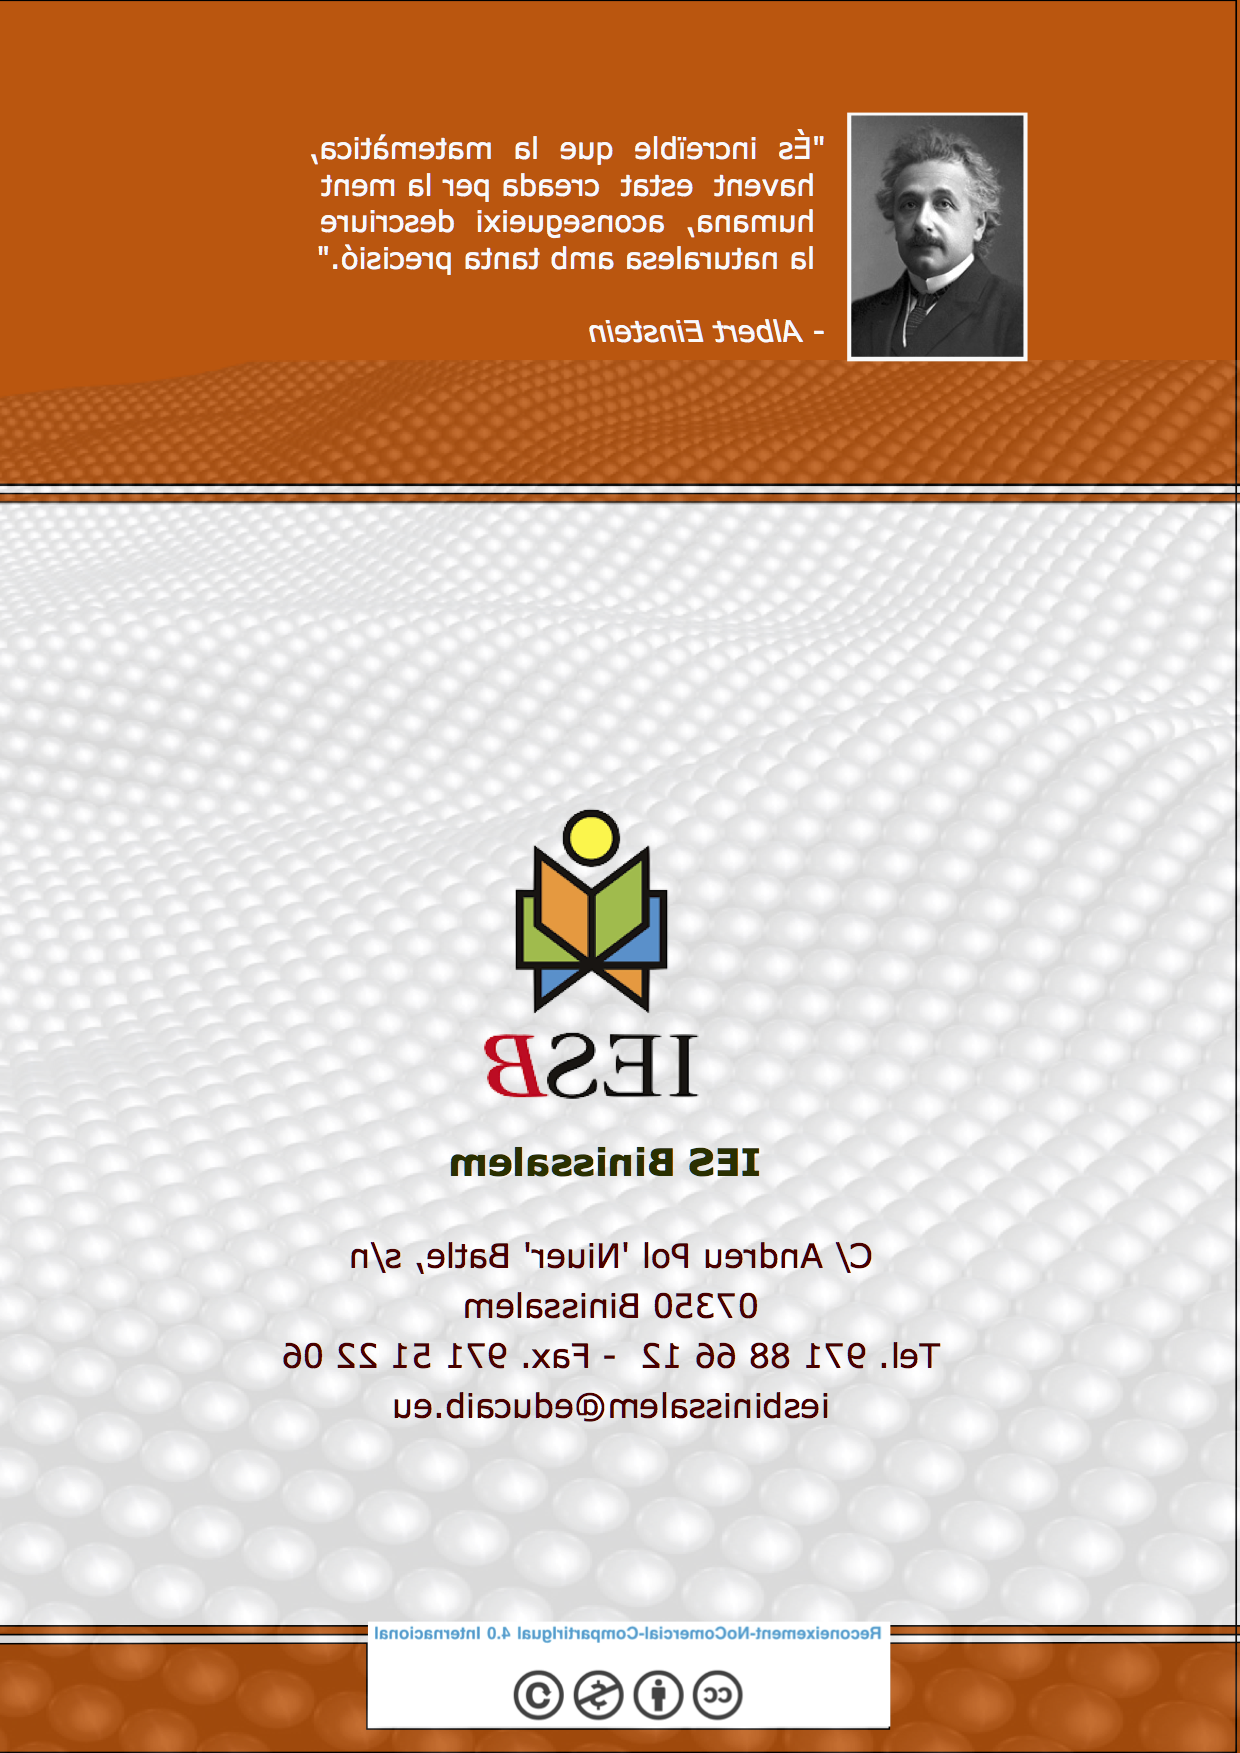 "És increïble que la matemàtica,
havent estat creada per la ment
humana, aconsegueixi descriure
la naturalesa amb tanta precisió."
- Albert Einstein
IESB
IES Binissalem
C/ Andreu Pol 'Niuer' Batle, s/n
07350 Binissalem
Tel. 971 88 66 12 - Fax. 971 51 22 06
iesbinissalem@educaib.eu
Reconeixement-NoComercial-CompartirIgual 4.0 Internacional
cc